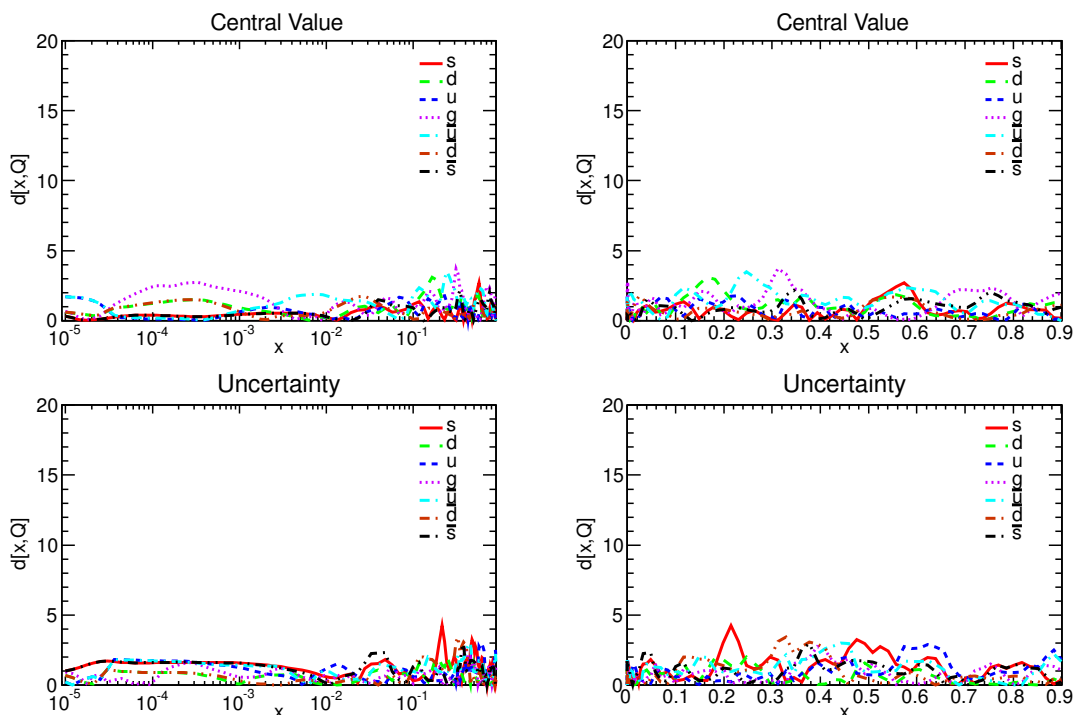 Central Value
20
15
10
5
0
d[x,Q]
s
d
u
g
u̅
d̅
s̅
10⁻⁵
10⁻⁴
10⁻³
10⁻²
10⁻¹
x
Central Value
20
15
10
5
0
d[x,Q]
s
d
u
g
u̅
d̅
s̅
0
0.1
0.2
0.3
0.4
0.5
0.6
0.7
0.8
0.9
x
Uncertainty
20
15
10
5
0
d[x,Q]
s
d
u
g
u̅
d̅
s̅
10⁻⁵
10⁻⁴
10⁻³
10⁻²
10⁻¹
x
Uncertainty
20
15
10
5
0
d[x,Q]
s
d
u
g
u̅
d̅
s̅
0
0.1
0.2
0.3
0.4
0.5
0.6
0.7
0.8
0.9
x